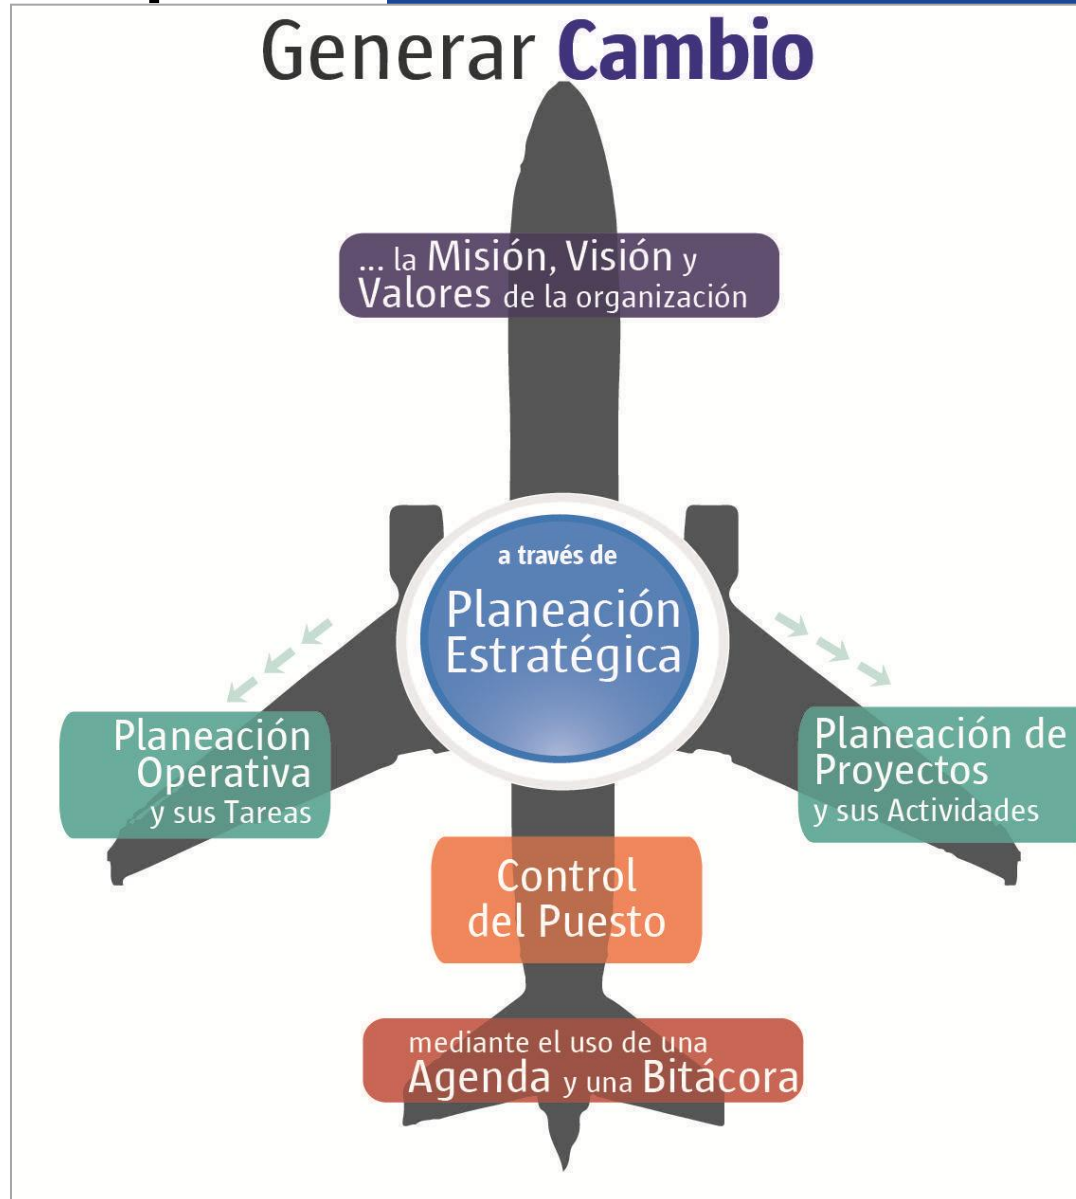 Generar Cambio
... la Misión, Visión y
Valores de la organización
a través de
Planeación
Estratégica
Planeación
Operativa
y sus Tareas
Planeación de
Proyectos
y sus Actividades
Control
del Puesto
mediante el uso de una
Agenda y una Bitácora